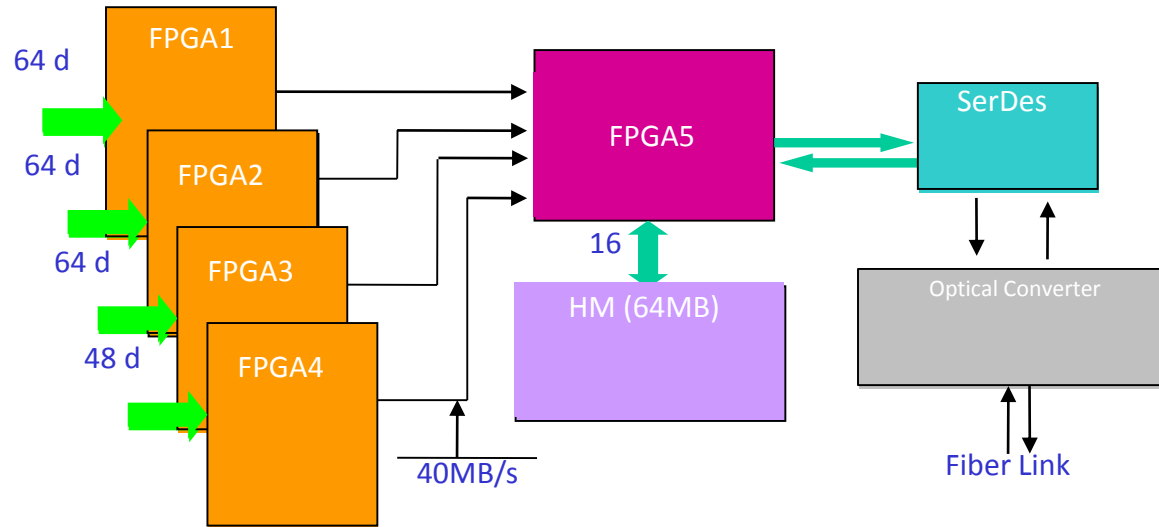 FPGA1
64 d
64 d
FPGA2
64 d
FPGA3
48 d
FPGA4
40MB/s
FPGA5
16
HM (64MB)
SerDes
Optical Converter
Fiber Link